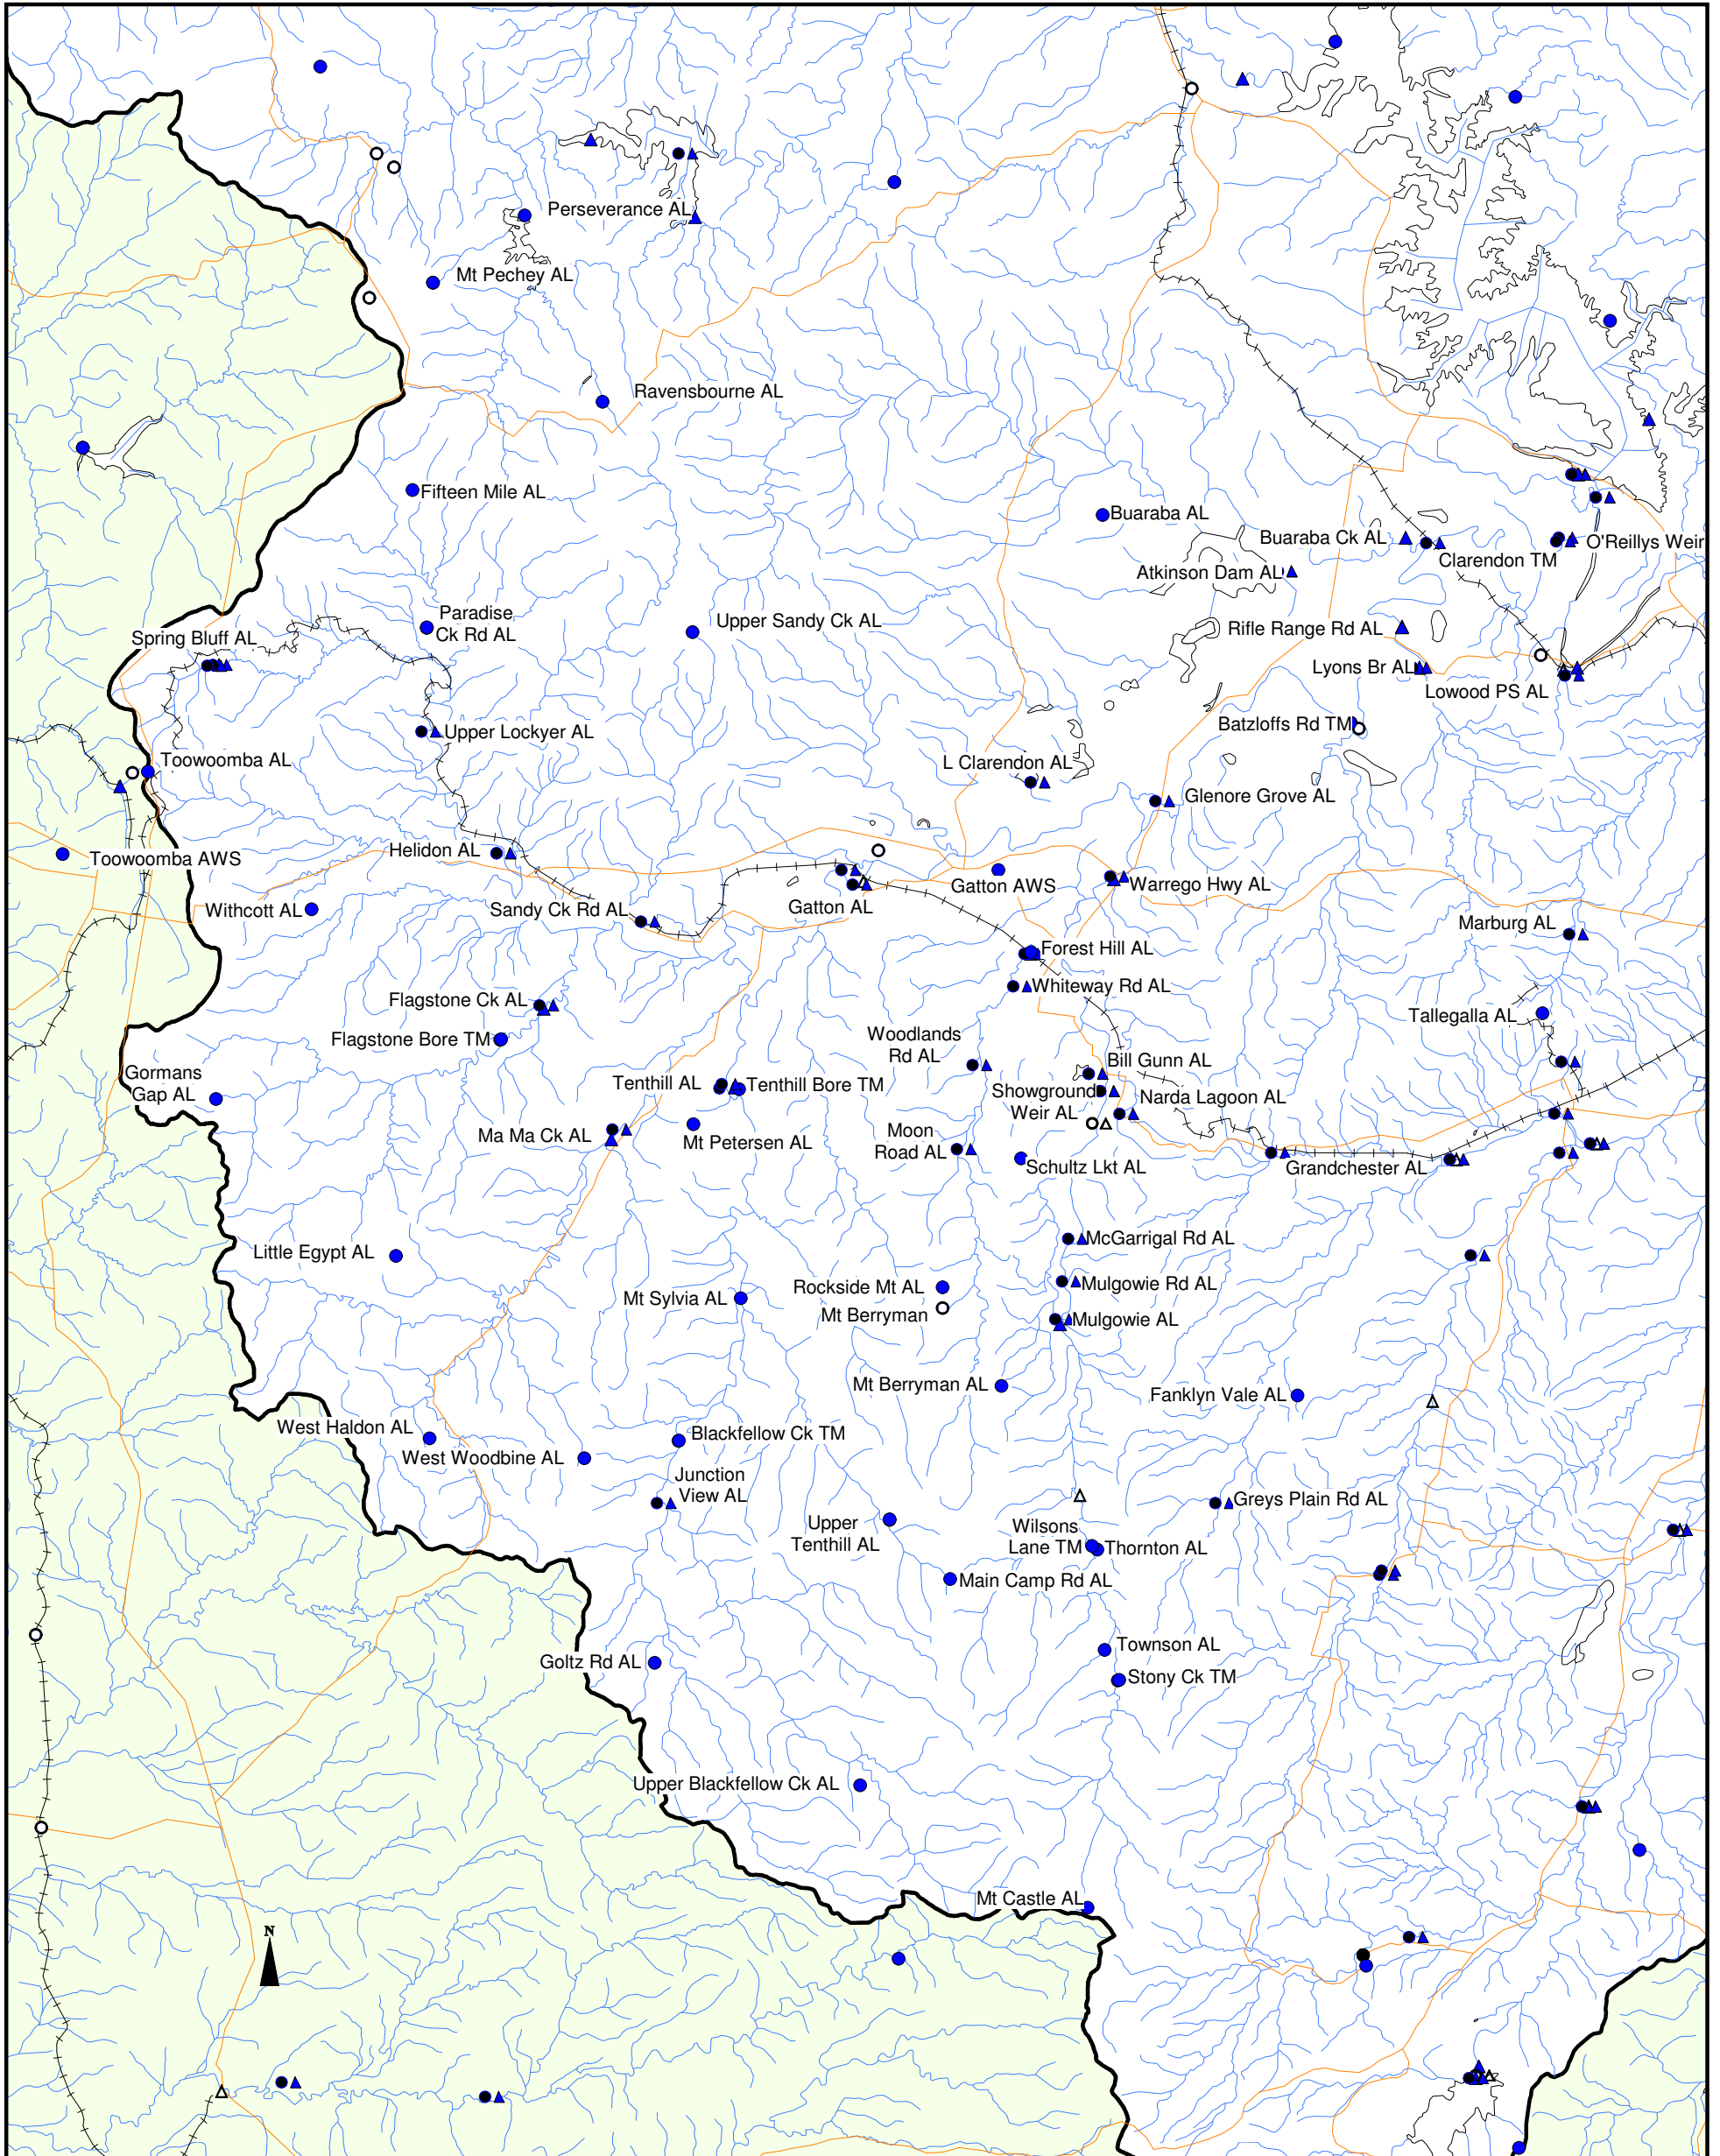 Perseverance AL
Mt Pechey AL
Ravensbourne AL
Fifteen Mile AL
Buaraba AL
Buaraba Ck AL
O'Reillys Weir
Clarendon TM
Atkinson Dam AL
Paradise
Ck Rd AL
Upper Sandy Ck AL
Rifle Range Rd AL
Spring Bluff AL
Lyons Br AL
Lowood PS AL
Batzloffs Rd TM
Upper Lockyer AL
Toowoomba AL
L Clarendon AL
Glenore Grove AL
Helidon AL
Toowoomba AWS
Gatton AWS
Warrego Hwy AL
Withcott AL
Sandy Ck Rd AL
Gatton AL
Marburg AL
Forest Hill AL
Whiteway Rd AL
Flagstone Ck AL
Tallegalla AL
Flagstone Bore TM
Woodlands
Rd AL
Bill Gunn AL
Gormans
Gap AL
Tenthill AL
Tenthill Bore TM
Showground
Weir AL
Narda Lagoon AL
Ma Ma Ck AL
Mt Petersen AL
Moon
Road AL
Schultz Lkt AL
Grandchester AL
Little Egypt AL
McGarrigal Rd AL
Rockside Mt AL
Mulgowie Rd AL
Mt Sylvia AL
Mt Berryman
Mulgowie AL
Mt Berryman AL
Fanklyn Vale AL
West Haldon AL
Blackfellow Ck TM
West Woodbine AL
Junction
View AL
Greys Plain Rd AL
Upper
Tenthill AL
Wilsons
Lane TM
Thornton AL
Main Camp Rd AL
Townson AL
Goltz Rd AL
Stony Ck TM
Upper Blackfellow Ck AL
Mt Castle AL
N